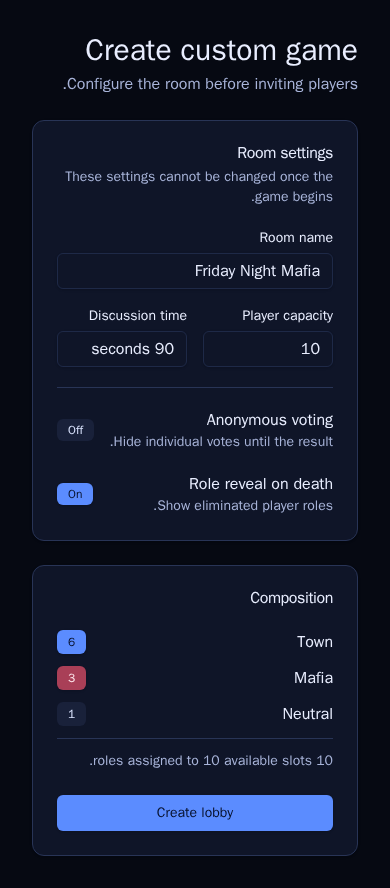 Create custom game
.Configure the room before inviting players
Room settings
These settings cannot be changed once the
.game begins
Room name
Friday Night Mafia
Player capacity
10
Discussion time
seconds 90
Anonymous voting
.Hide individual votes until the result
Off
Role reveal on death
.Show eliminated player roles
On
Composition
Town
6
Mafia
3
Neutral
1
.roles assigned to 10 available slots 10
Create lobby